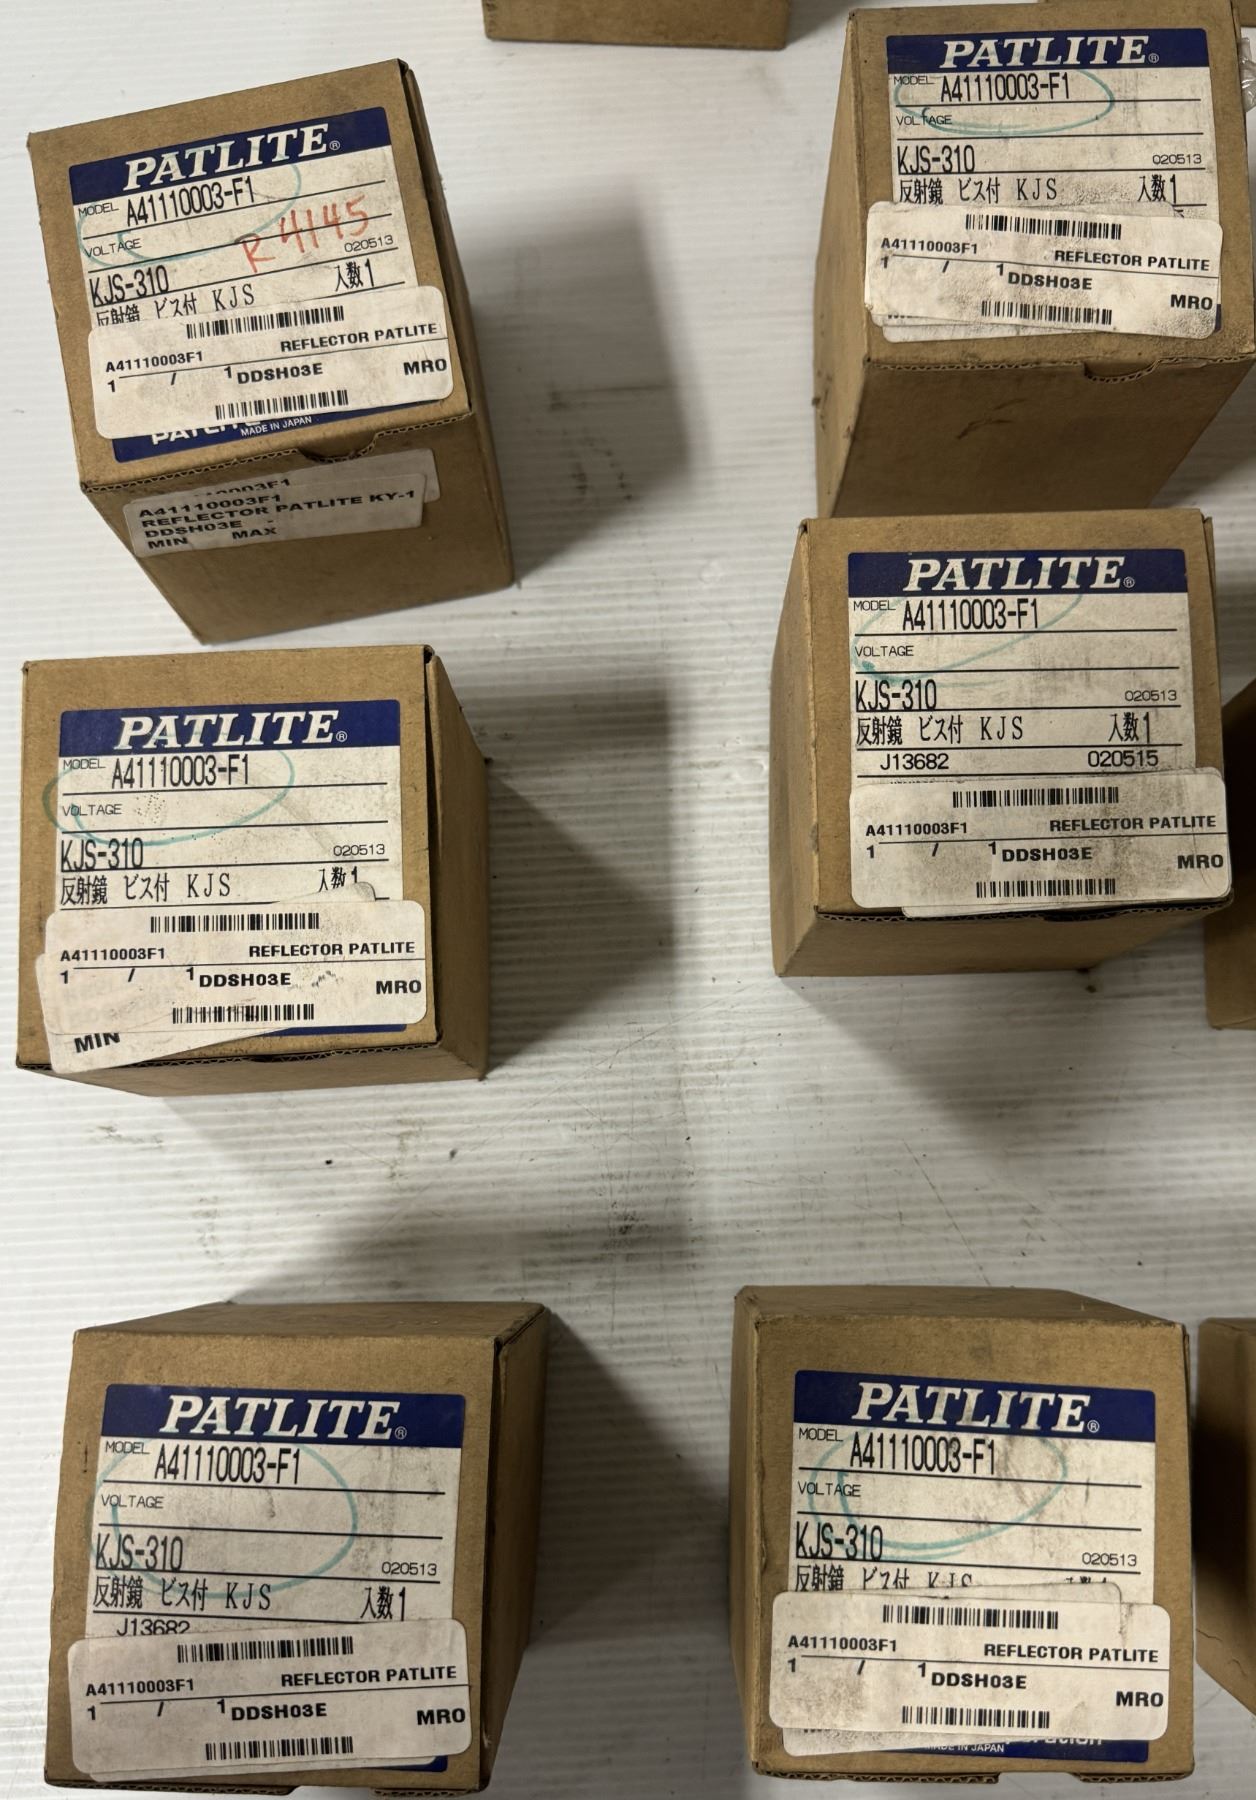 PATLITE®
MODEL A41110003-F1
VOLTAGE
R 4145
KJS-310 020513
反射鏡 ビス付 KJS 入数1
A41110003F1 REFLECTOR PATLITE
1 / 1 DDSH03E MRO
MADE IN JAPAN
A41110003F1
A41110003F1
REFLECTOR PATLITE KY-1
DDSH03E -
MIN MAX
PATLITE®
MODEL A41110003-F1
VOLTAGE
KJS-310 020513
反射鏡 ビス付 KJS 入数1
A41110003F1 REFLECTOR PATLITE
1 / 1 DDSH03E MRO
PATLITE®
MODEL A41110003-F1
VOLTAGE
KJS-310 020513
反射鏡 ビス付 KJS 入数1
A41110003F1 REFLECTOR PATLITE
1 / 1 DDSH03E MRO
MIN
PATLITE®
MODEL A41110003-F1
VOLTAGE
KJS-310 020513
反射鏡 ビス付 KJS 入数1
J13682 020515
A41110003F1 REFLECTOR PATLITE
1 / 1 DDSH03E MRO
PATLITE®
MODEL A41110003-F1
VOLTAGE
KJS-310 020513
反射鏡 ビス付 KJS 入数1
J13682
A41110003F1 REFLECTOR PATLITE
1 / 1 DDSH03E MRO
PATLITE®
MODEL A41110003-F1
VOLTAGE
KJS-310 020513
反射鏡 ビス付 KJS
A41110003F1 REFLECTOR PATLITE
1 / 1 DDSH03E MRO
MADE IN JAPAN